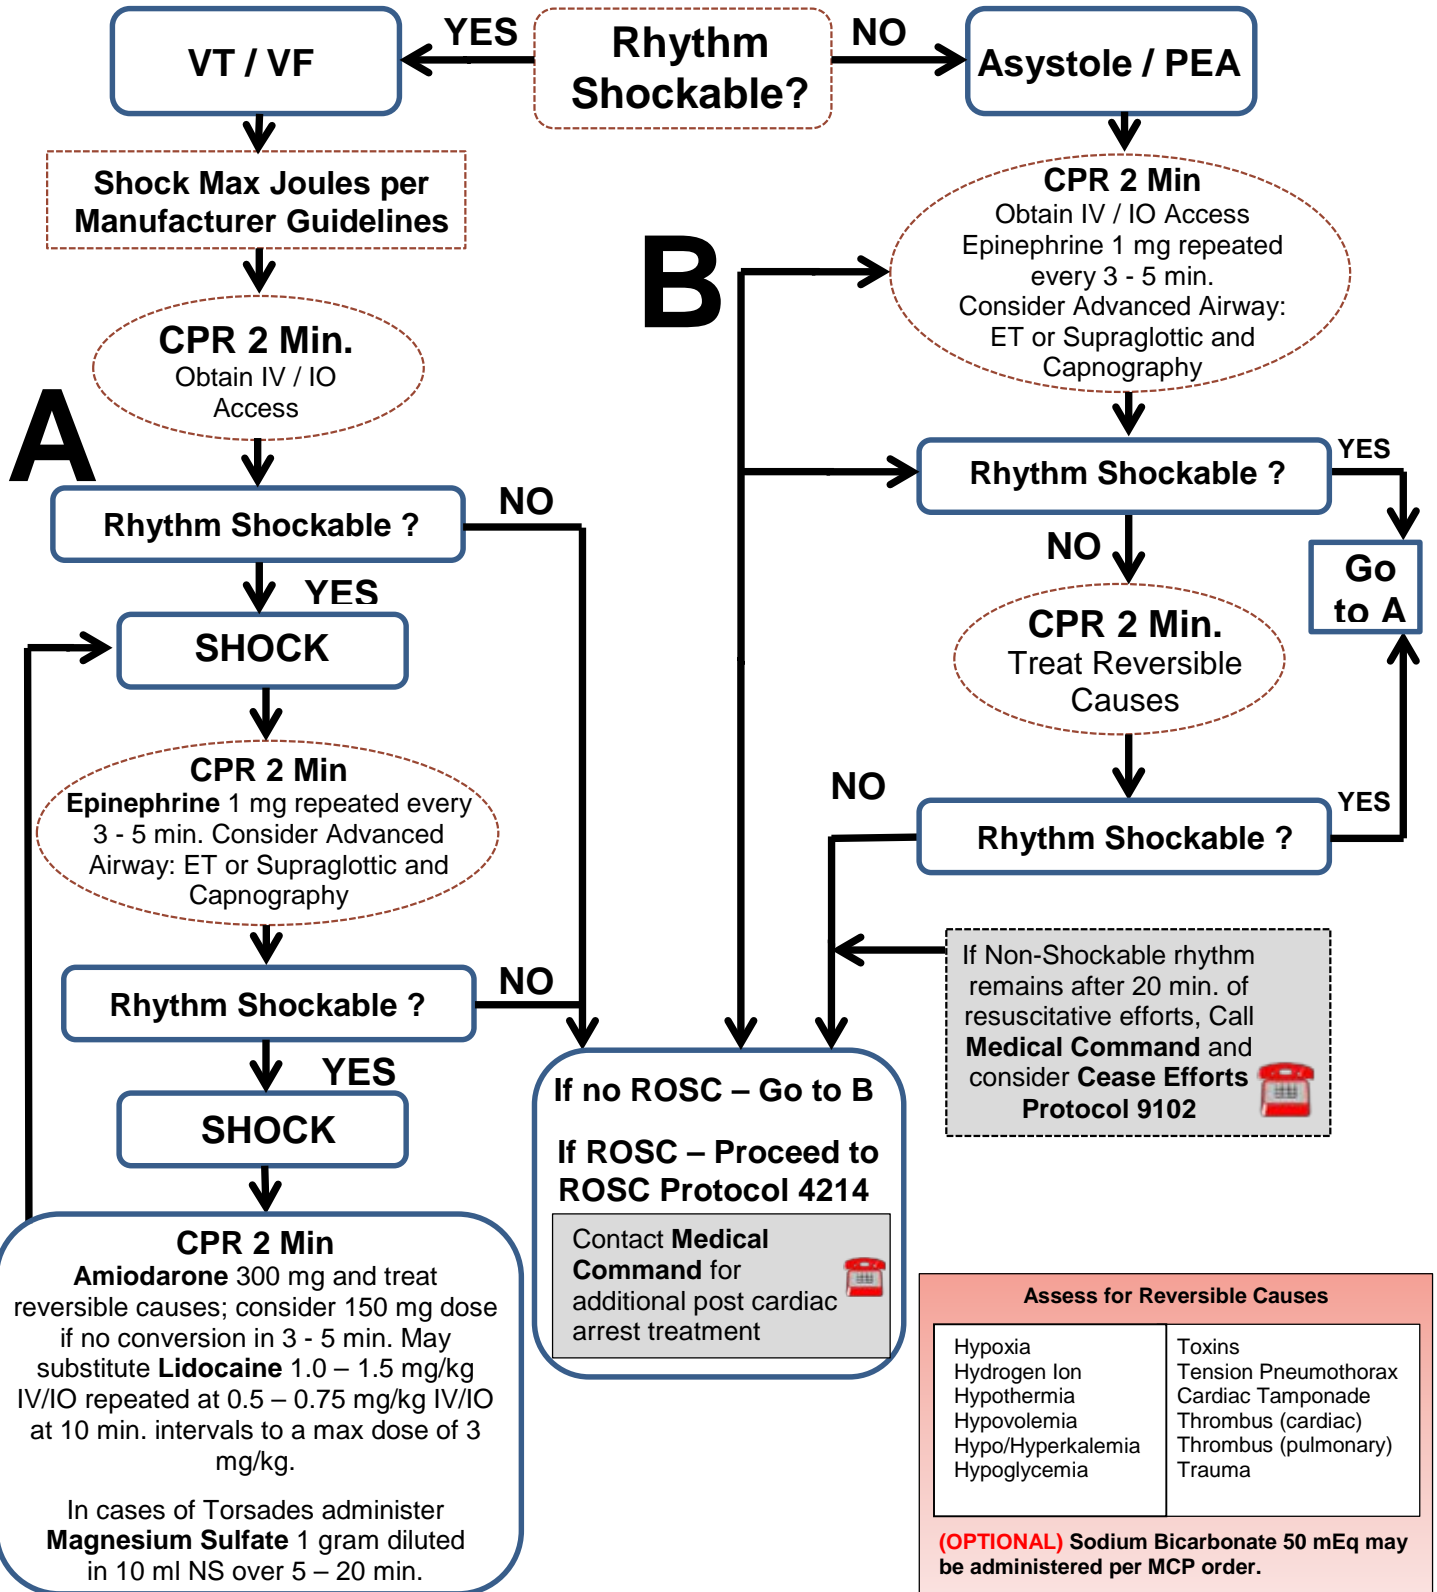 YES
Rhythm
Shockable?
NO
VT / VF
Asystole / PEA
Shock Max Joules per
Manufacturer Guidelines
CPR 2 Min.
Obtain IV / IO
Access
A
Rhythm Shockable ?
NO
YES
SHOCK
CPR 2 Min
Epinephrine 1 mg repeated every
3 - 5 min. Consider Advanced
Airway: ET or Supraglottic and
Capnography
Rhythm Shockable ?
NO
YES
SHOCK
CPR 2 Min
Amiodarone 300 mg and treat
reversible causes; consider 150 mg dose
if no conversion in 3 - 5 min. May
substitute Lidocaine 1.0 – 1.5 mg/kg
IV/IO repeated at 0.5 – 0.75 mg/kg IV/IO
at 10 min. intervals to a max dose of 3
mg/kg.
In cases of Torsades administer
Magnesium Sulfate 1 gram diluted
in 10 ml NS over 5 – 20 min.
B
CPR 2 Min
Obtain IV / IO Access
Epinephrine 1 mg repeated
every 3 - 5 min.
Consider Advanced Airway:
ET or Supraglottic and
Capnography
Rhythm Shockable ?
YES
NO
Go
to A
CPR 2 Min.
Treat Reversible
Causes
NO
YES
Rhythm Shockable ?
If Non-Shockable rhythm
remains after 20 min. of
resuscitative efforts, Call
Medical Command and
consider Cease Efforts
Protocol 9102
If no ROSC – Go to B
If ROSC – Proceed to
ROSC Protocol 4214
Contact Medical
Command for
additional post cardiac
arrest treatment
Assess for Reversible Causes
Hypoxia
Hydrogen Ion
Hypothermia
Hypovolemia
Hypo/Hyperkalemia
Hypoglycemia
Toxins
Tension Pneumothorax
Cardiac Tamponade
Thrombus (cardiac)
Thrombus (pulmonary)
Trauma
(OPTIONAL) Sodium Bicarbonate 50 mEq may
be administered per MCP order.